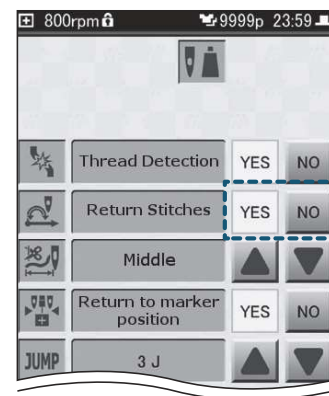 800rpm 9999p 23:59
Thread Detection YES NO
Return Stitches YES NO
Middle
Return to marker
position YES NO
JUMP 3 J